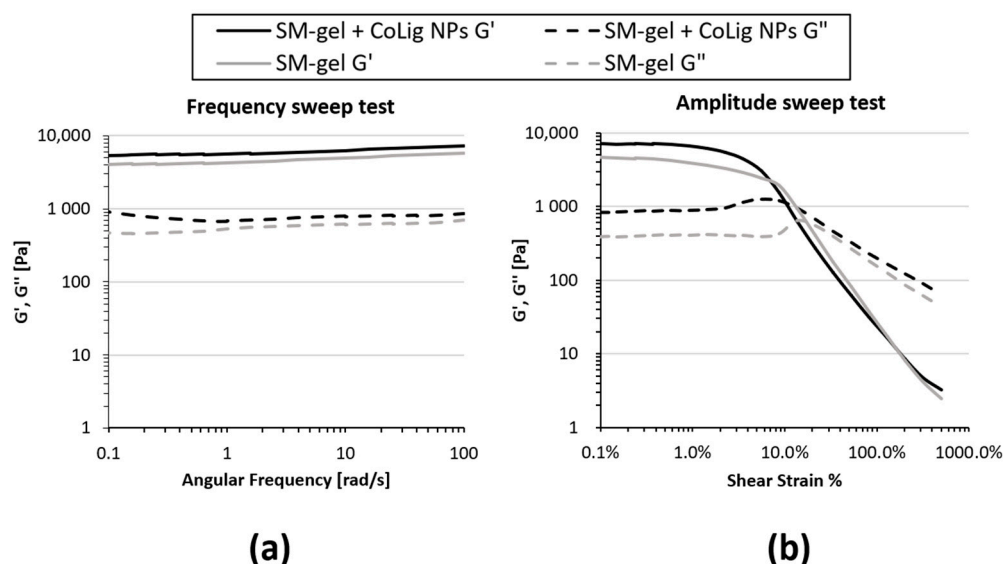 SM-gel + CoLig NPs G'
SM-gel + CoLig NPs G"
SM-gel G'
SM-gel G"
Frequency sweep test
G', G" [Pa]
10,000
1 000
100
10
1
0.1
1
10
100
Angular Frequency [rad/s]
(a)
Amplitude sweep test
G', G" [Pa]
10,000
1 000
100
10
1
0.1%
1.0%
10.0%
100.0%
1000.0%
Shear Strain %
(b)